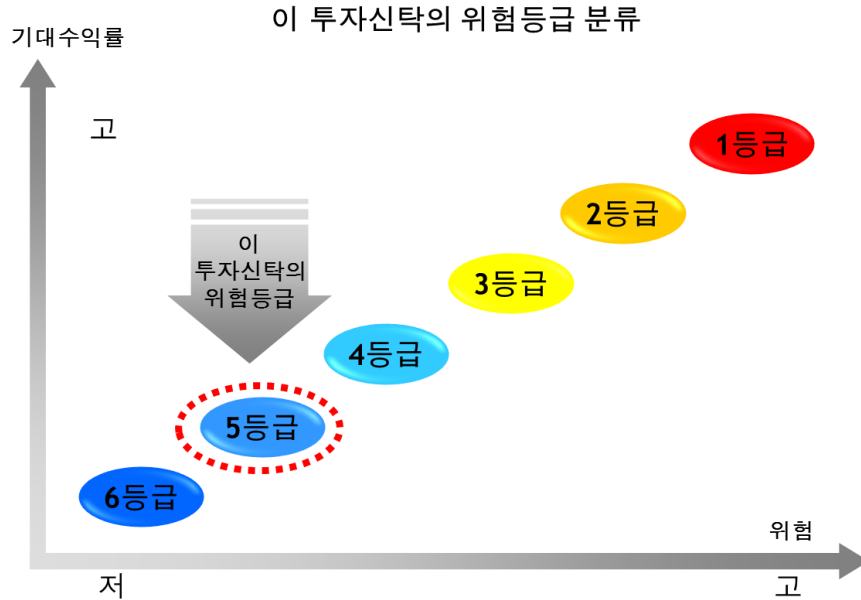 이 투자신탁의 위험등급 분류
기대수익률
고
1등급
2등급
이
투자신탁의
위험등급
3등급
4등급
5등급
6등급
위험
저
고